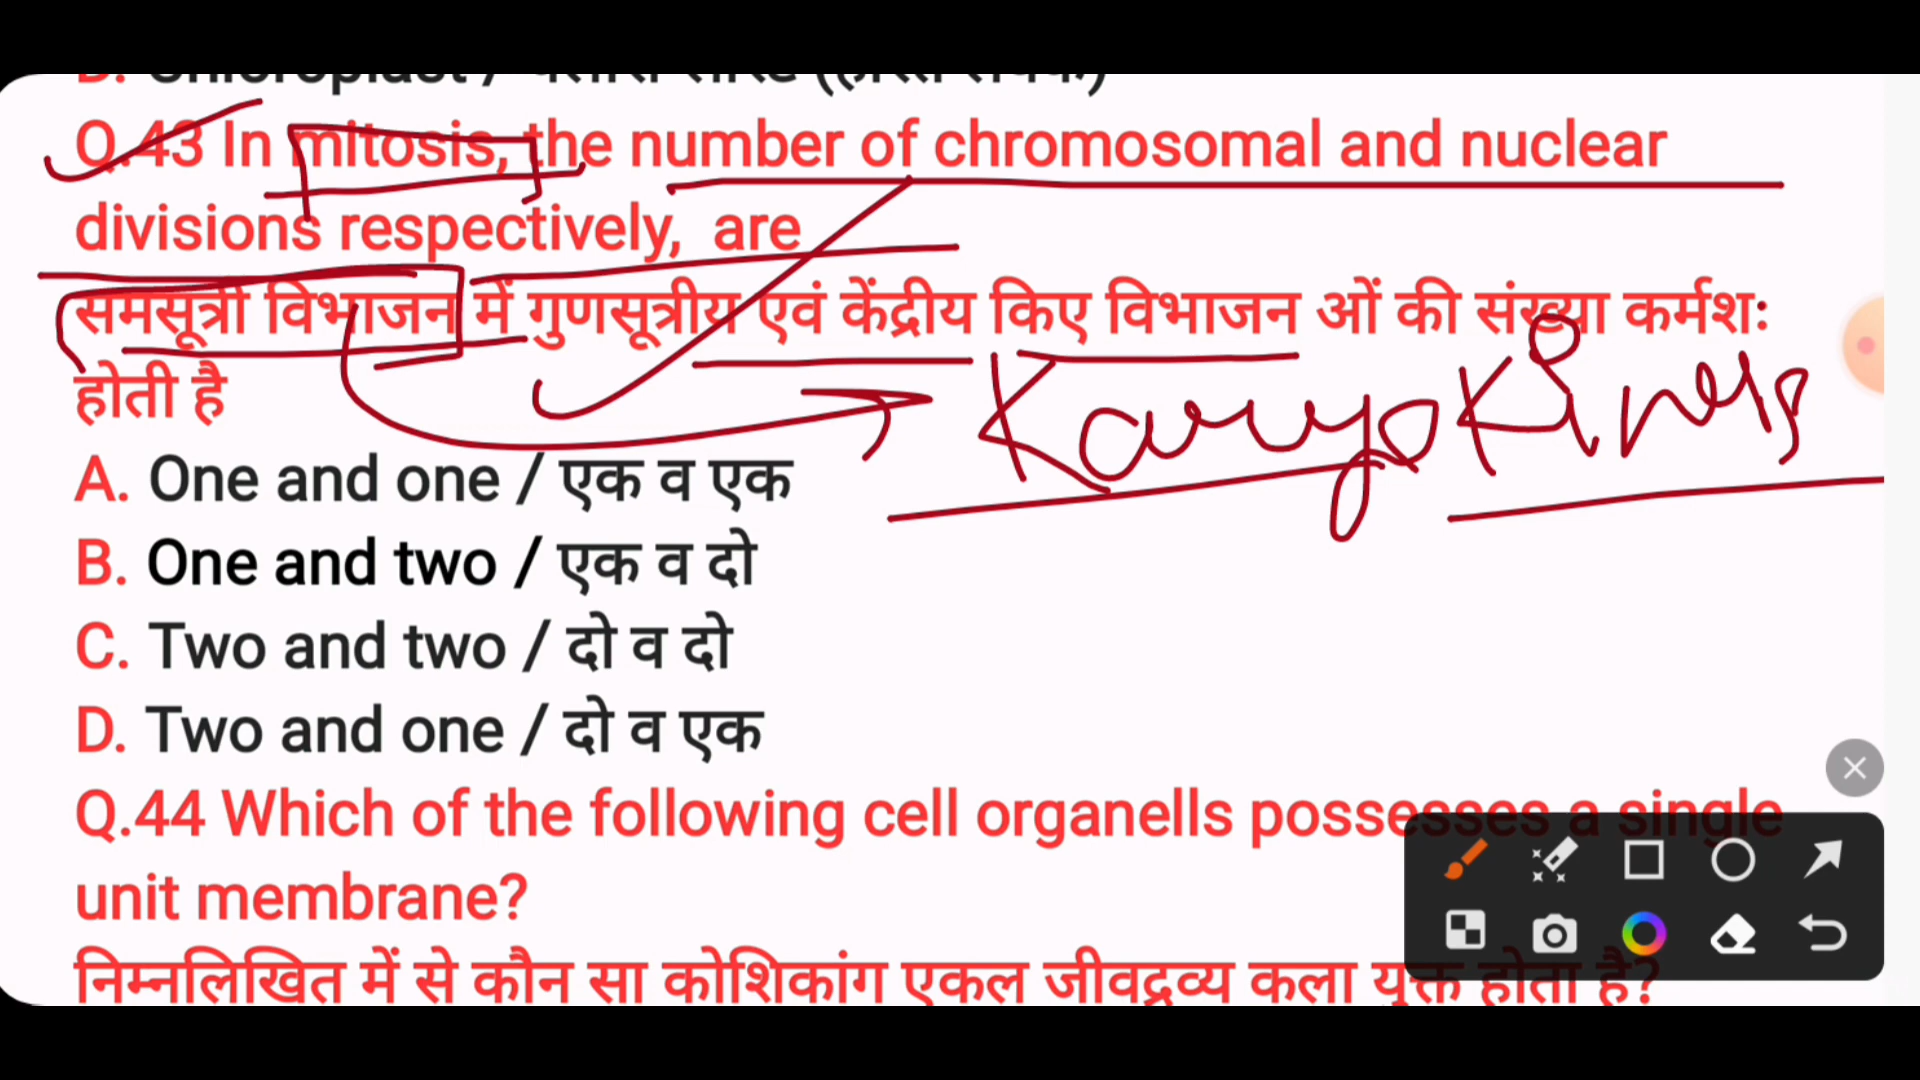 D. Chloroplast /
Q.43 In mitosis, the number of chromosomal and nuclear
divisions respectively, are
समसूत्री विभाजन में गुणसूत्रीय एवं केंद्रीय किए विभाजन ओं की संख्या कर्मशः
होती है
KaryoKines
A. One and one / एक व एक
B. One and two / एक व दो
C. Two and two / दो व दो
D. Two and one / दो व एक
Q.44 Which of the following cell organells possesses a single
unit membrane?
निम्नलिखित में से कौन सा कोशिकांग एकल जीवद्रव्य कला युक्त होता है?